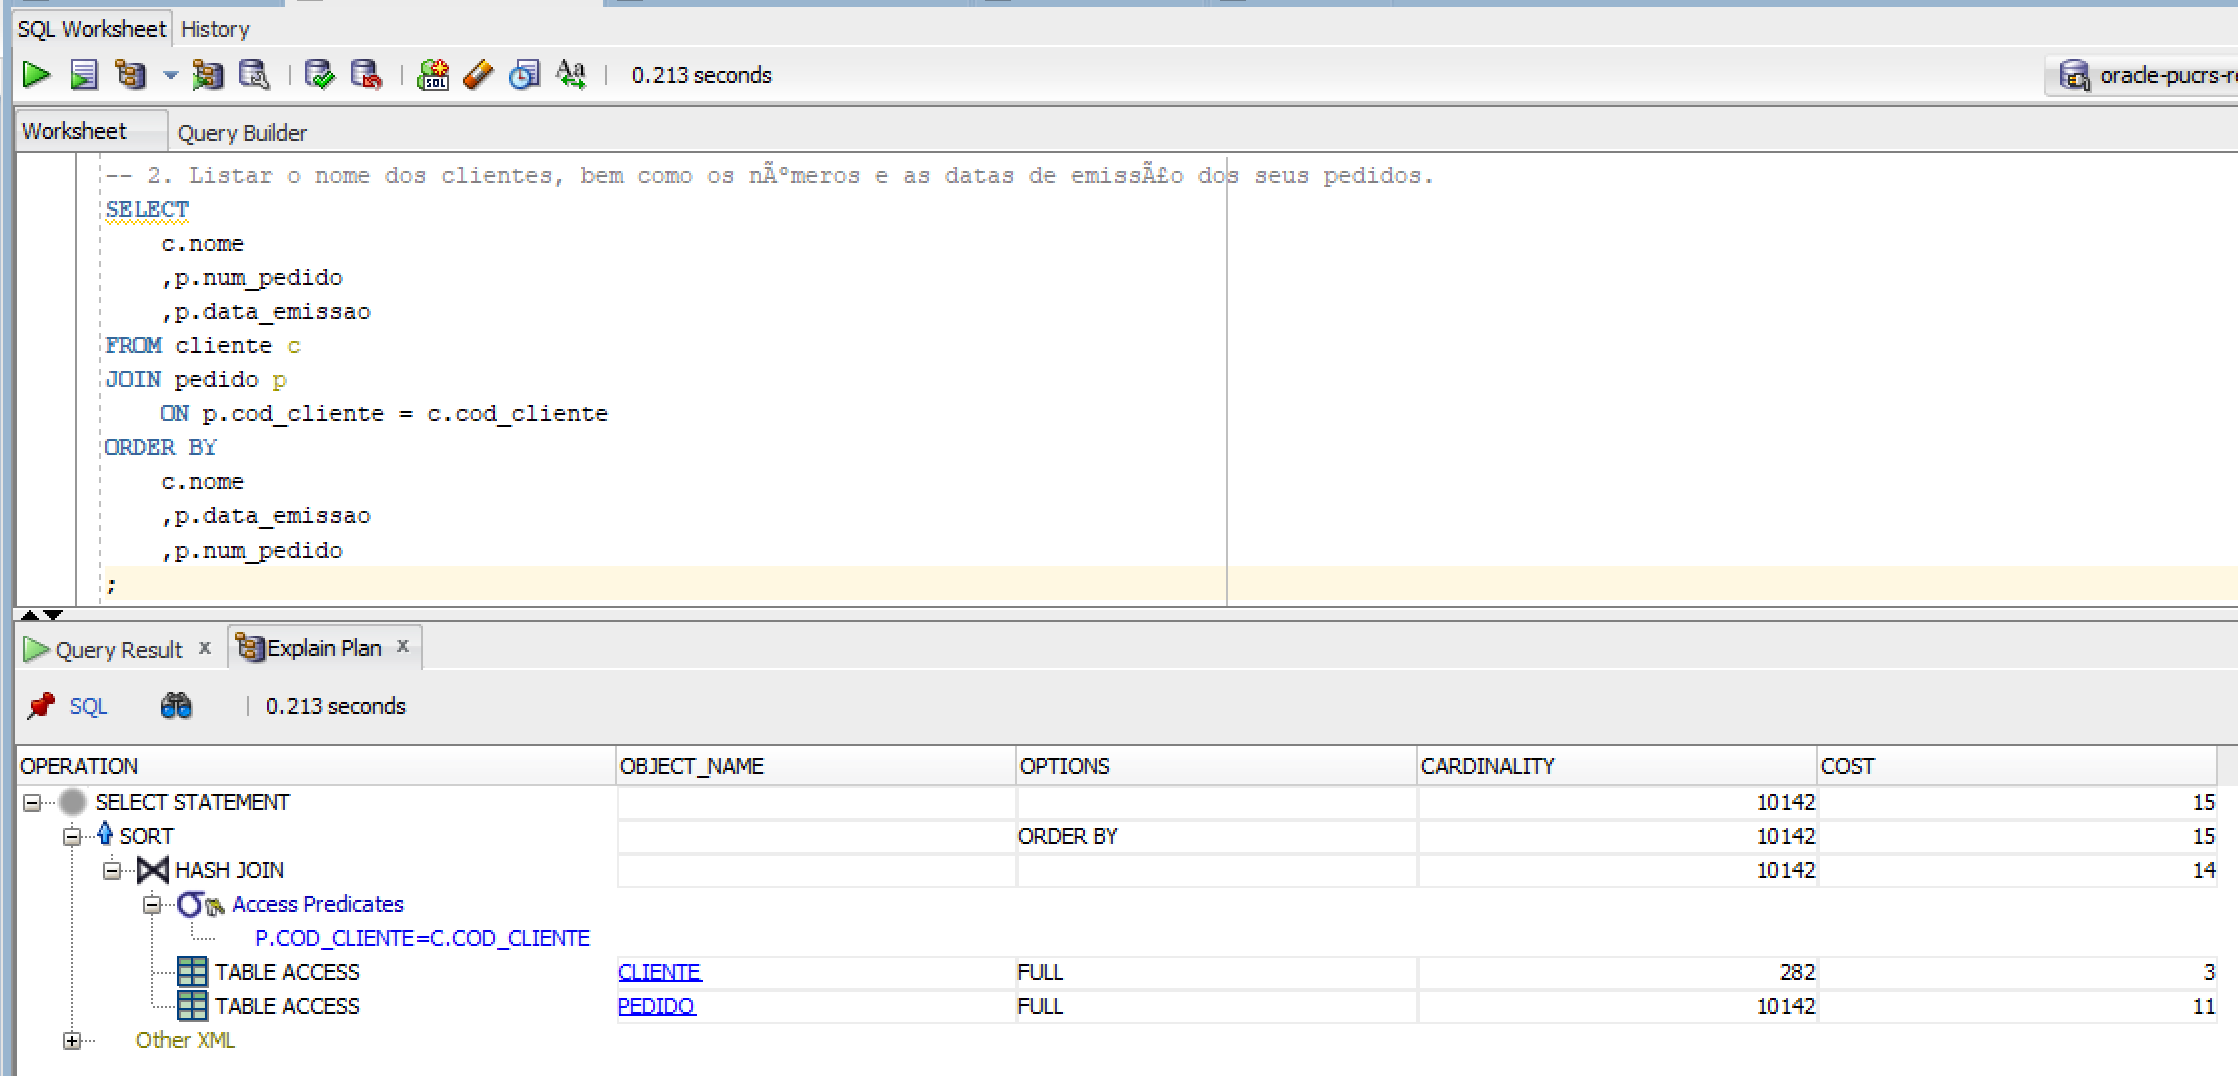 SQL Worksheet History
0.213 seconds
oracle-pucrs-r
Worksheet Query Builder
-- 2. Listar o nome dos clientes, bem como os nÃºmeros e as datas de emissÃ£o dos seus pedidos.
SELECT
c.nome
,p.num_pedido
,p.data_emissao
FROM cliente c
JOIN pedido p
ON p.cod_cliente = c.cod_cliente
ORDER BY
c.nome
,p.data_emissao
,p.num_pedido
;
Query Result x Explain Plan x
SQL 0.213 seconds
OPERATION OBJECT_NAME OPTIONS CARDINALITY COST
SELECT STATEMENT 10142 15
SORT ORDER BY 10142 15
HASH JOIN 10142 14
Access Predicates
P.COD_CLIENTE=C.COD_CLIENTE
TABLE ACCESS CLIENTE FULL 282 3
TABLE ACCESS PEDIDO FULL 10142 11
Other XML